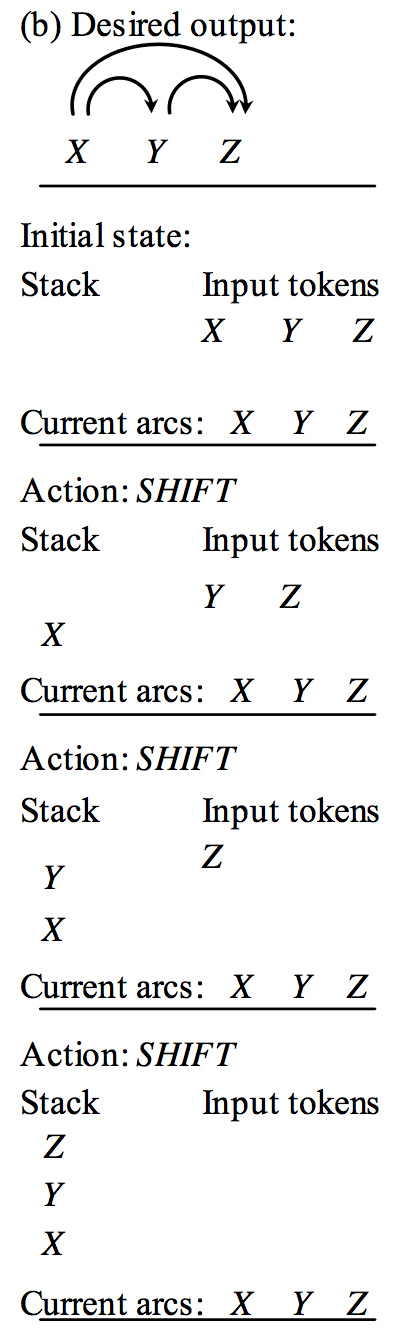 (b) Desired output:
X Y Z
Initial state:
Stack Input tokens
X Y Z
Current arcs: X Y Z
Action: SHIFT
Stack Input tokens
Y Z
X
Current arcs: X Y Z
Action: SHIFT
Stack Input tokens
Z
Y
X
Current arcs: X Y Z
Action: SHIFT
Stack Input tokens
Z
Y
X
Current arcs: X Y Z